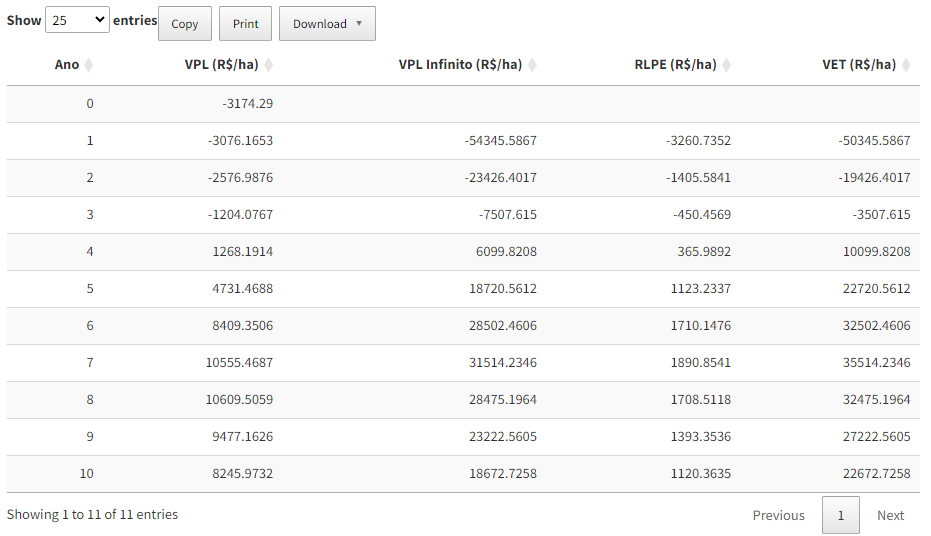 Show 25 entries Copy Print Download
Ano VPL (R$/ha) VPL Infinito (R$/ha) RLPE (R$/ha) VET (R$/ha)
0 -3174.29
1 -3076.1653 -54345.5867 -3260.7352 -50345.5867
2 -2576.9876 -23426.4017 -1405.5841 -19426.4017
3 -1204.0767 -7507.615 -450.4569 -3507.615
4 1268.1914 6099.8208 365.9892 10099.8208
5 4731.4688 18720.5612 1123.2337 22720.5612
6 8409.3506 28502.4606 1710.1476 32502.4606
7 10555.4687 31514.2346 1890.8541 35514.2346
8 10609.5059 28475.1964 1708.5118 32475.1964
9 9477.1626 23222.5605 1393.3536 27222.5605
10 8245.9732 18672.7258 1120.3635 22672.7258
Showing 1 to 11 of 11 entries Previous 1 Next